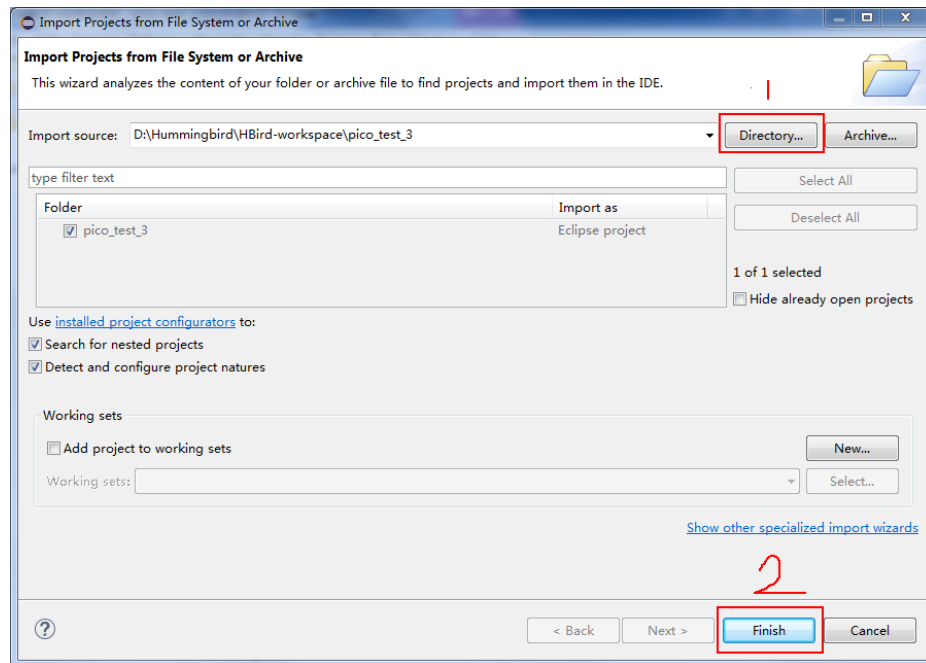 Import Projects from File System or Archive
Import Projects from File System or Archive
This wizard analyzes the content of your folder or archive file to find projects and import them in the IDE.
1
Import source: D:\Hummingbird\HBird-workspace\pico_test_3 Directory... Archive...
type filter text Select All
Folder Import as
Deselect All
pico_test_3 Eclipse project
1 of 1 selected
Hide already open projects
Use installed project configurators to:
Search for nested projects
Detect and configure project natures
Working sets
Add project to working sets New...
Working sets: Select...
Show other specialized import wizards
2
? < Back Next > Finish Cancel